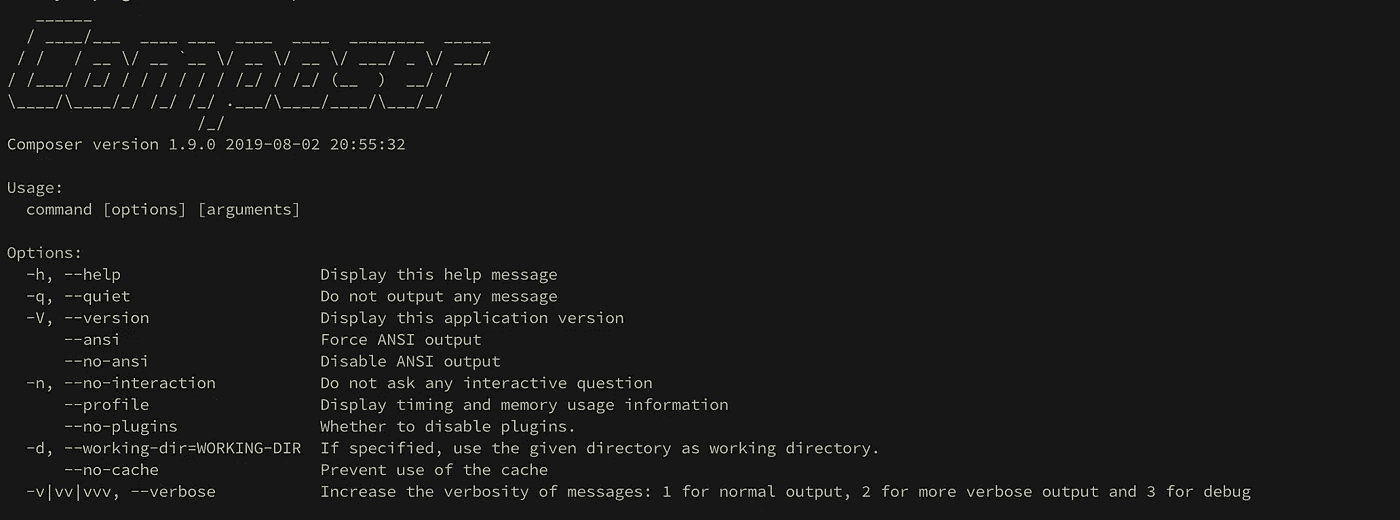 ______
  / ____/___  ____ ___  ____  ____  ________  _____
 / /   / __ \/ __ `__ \/ __ \/ __ \/ ___/ _ \/ ___/
/ /___/ /_/ / / / / / / /_/ / /_/ (__  )  __/ /
\____/\____/_/ /_/ /_/ .___/\____/____/\___/_/
                    /_/
Composer version 1.9.0 2019-08-02 20:55:32

Usage:
  command [options] [arguments]

Options:
  -h, --help                     Display this help message
  -q, --quiet                    Do not output any message
  -V, --version                  Display this application version
      --ansi                     Force ANSI output
      --no-ansi                  Disable ANSI output
  -n, --no-interaction           Do not ask any interactive question
      --profile                  Display timing and memory usage information
      --no-plugins               Whether to disable plugins.
  -d, --working-dir=WORKING-DIR  If specified, use the given directory as working directory.
      --no-cache                 Prevent use of the cache
  -v|vv|vvv, --verbose           Increase the verbosity of messages: 1 for normal output, 2 for more verbose output and 3 for debug